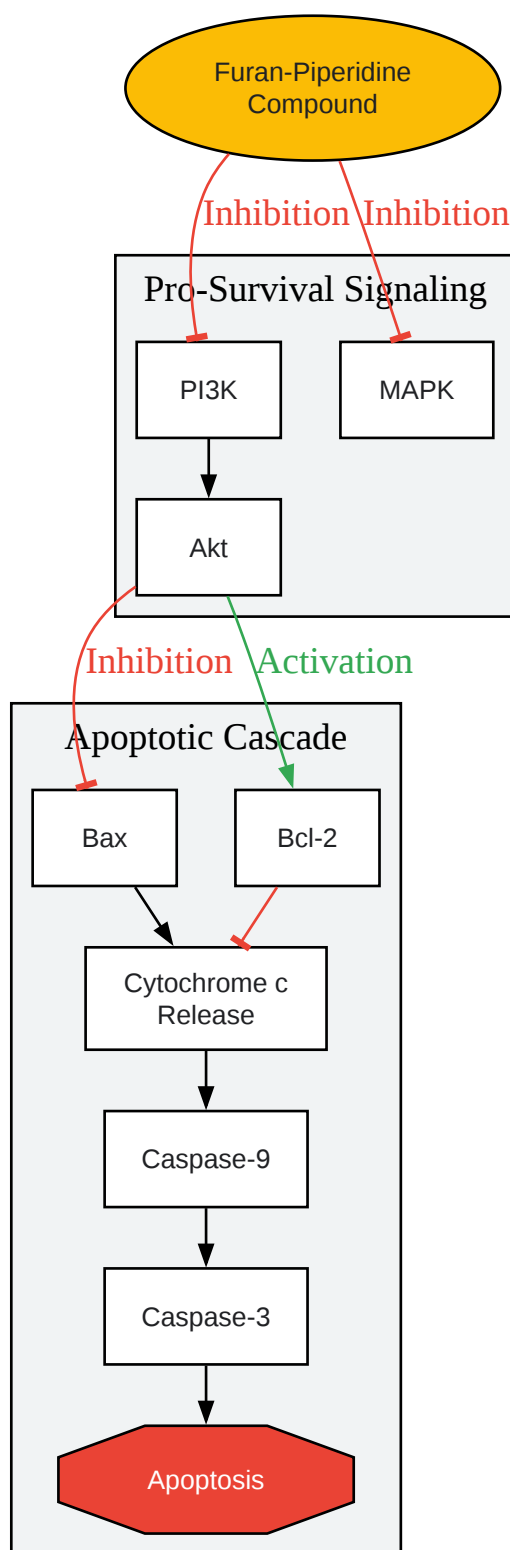 Furan-Piperidine
Compound
Inhibition
Inhibition
Pro-Survival Signaling
PI3K
MAPK
Akt
Inhibition
Activation
Apoptotic Cascade
Bax
Bcl-2
Cytochrome c
Release
Caspase-9
Caspase-3
Apoptosis